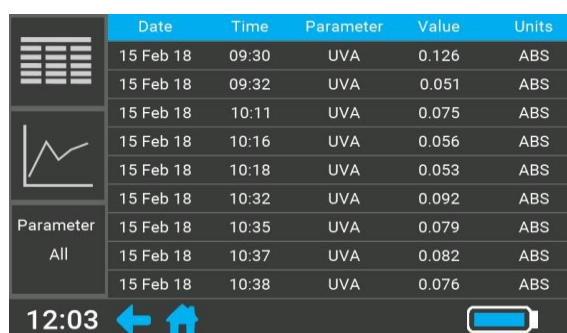 Date Time Parameter Value Units
15 Feb 18 09:30 UVA 0.126 ABS
15 Feb 18 09:32 UVA 0.051 ABS
15 Feb 18 10:11 UVA 0.075 ABS
15 Feb 18 10:16 UVA 0.056 ABS
15 Feb 18 10:18 UVA 0.053 ABS
15 Feb 18 10:32 UVA 0.092 ABS
15 Feb 18 10:35 UVA 0.079 ABS
15 Feb 18 10:37 UVA 0.082 ABS
15 Feb 18 10:38 UVA 0.076 ABS
Parameter
All
12:03